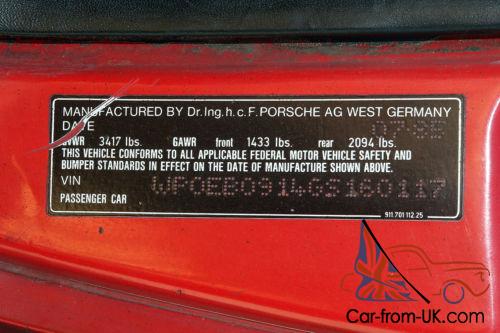 MANUFACTURED BY Dr.Ing.h.c.F. PORSCHE AG WEST GERMANY
DATE
GVWR 3417 lbs. GAWR front 1433 lbs. rear 2094 lbs.
THIS VEHICLE CONFORMS TO ALL APPLICABLE FEDERAL MOTOR VEHICLE SAFETY AND
BUMPER STANDARDS IN EFFECT ON THE DATE OF MANUFACTURE SHOWN ABOVE.
VIN WP0EB0914GS160117
PASSENGER CAR
911.701.112.25
Car-from-UK.com